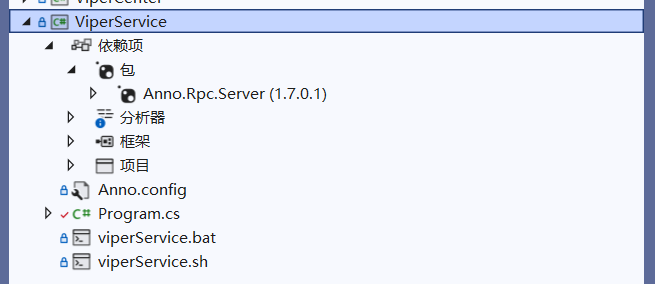 ViperCenter
ViperService
依赖项
包
Anno.Rpc.Server (1.7.0.1)
分析器
框架
项目
Anno.config
C# Program.cs
viperService.bat
viperService.sh